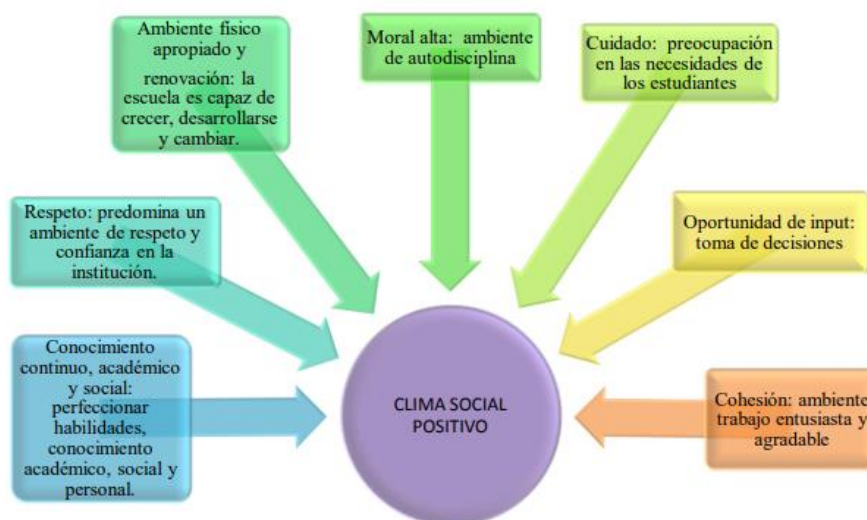 Ambiente físico
apropiado y
renovación: la
escuela es capaz de
crecer, desarrollarse
y cambiar.
Moral alta: ambiente
de autodisciplina
Cuidado: preocupación
en las necesidades de
los estudiantes
Respeto: predomina un
ambiente de respeto y
confianza en la
institución.
Oportunidad de input:
toma de decisiones
Conocimiento
continuo, académico
y social:
perfeccionar
habilidades,
conocimiento
académico, social y
personal.
CLIMA SOCIAL
POSITIVO
Cohesión: ambiente
trabajo entusiasta y
agradable